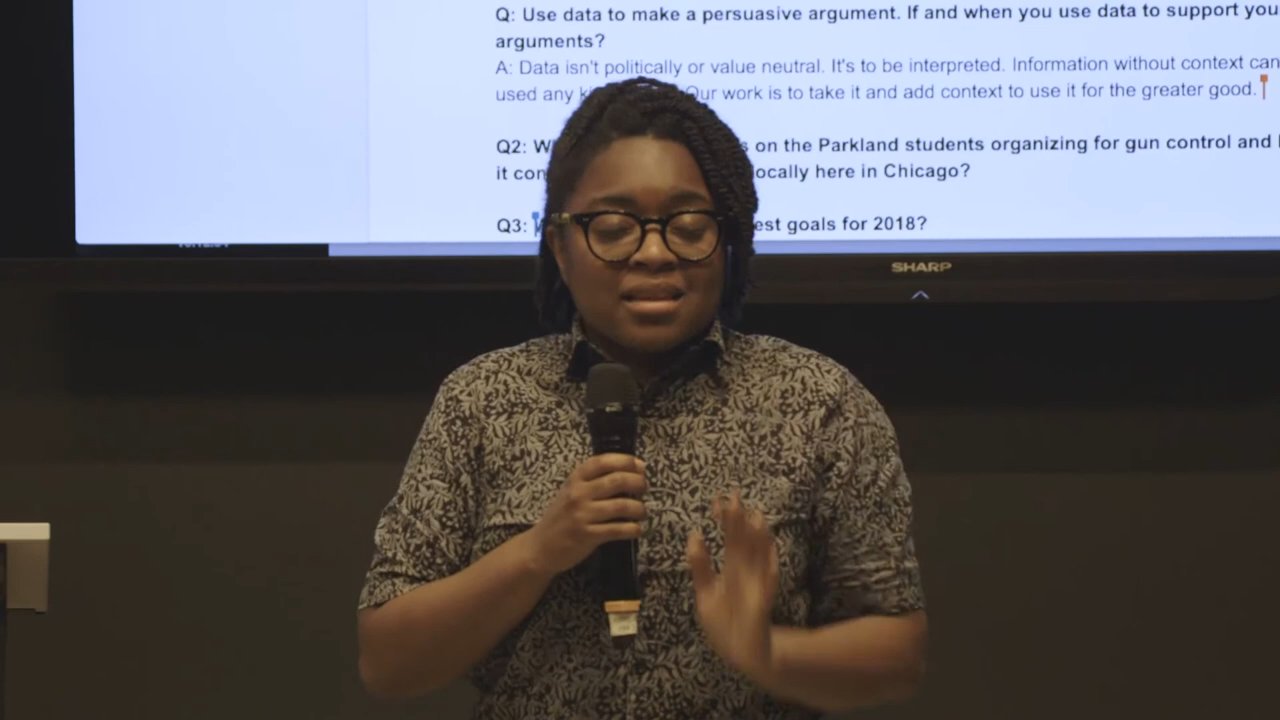 Q: Use data to make a persuasive argument. If and when you use data to support you
arguments?
A: Data isn't politically or value neutral. It's to be interpreted. Information without context can
used any Our work is to take it and add context to use it for the greater good.
Q2: on the Parkland students organizing for gun control and
it locally here in Chicago?
Q3: goals for 2018?
SHARP